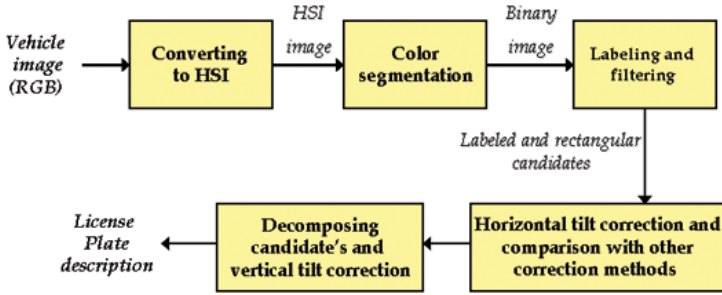 Vehicle
image
(RGB)
Converting
to HSI
HSI
image
Color
segmentation
Binary
image
Labeling and
filtering
Labeled and rectangular
candidates
Horizontal tilt correction and
comparison with other
correction methods
Decomposing
candidate's and
vertical tilt correction
License
Plate
description